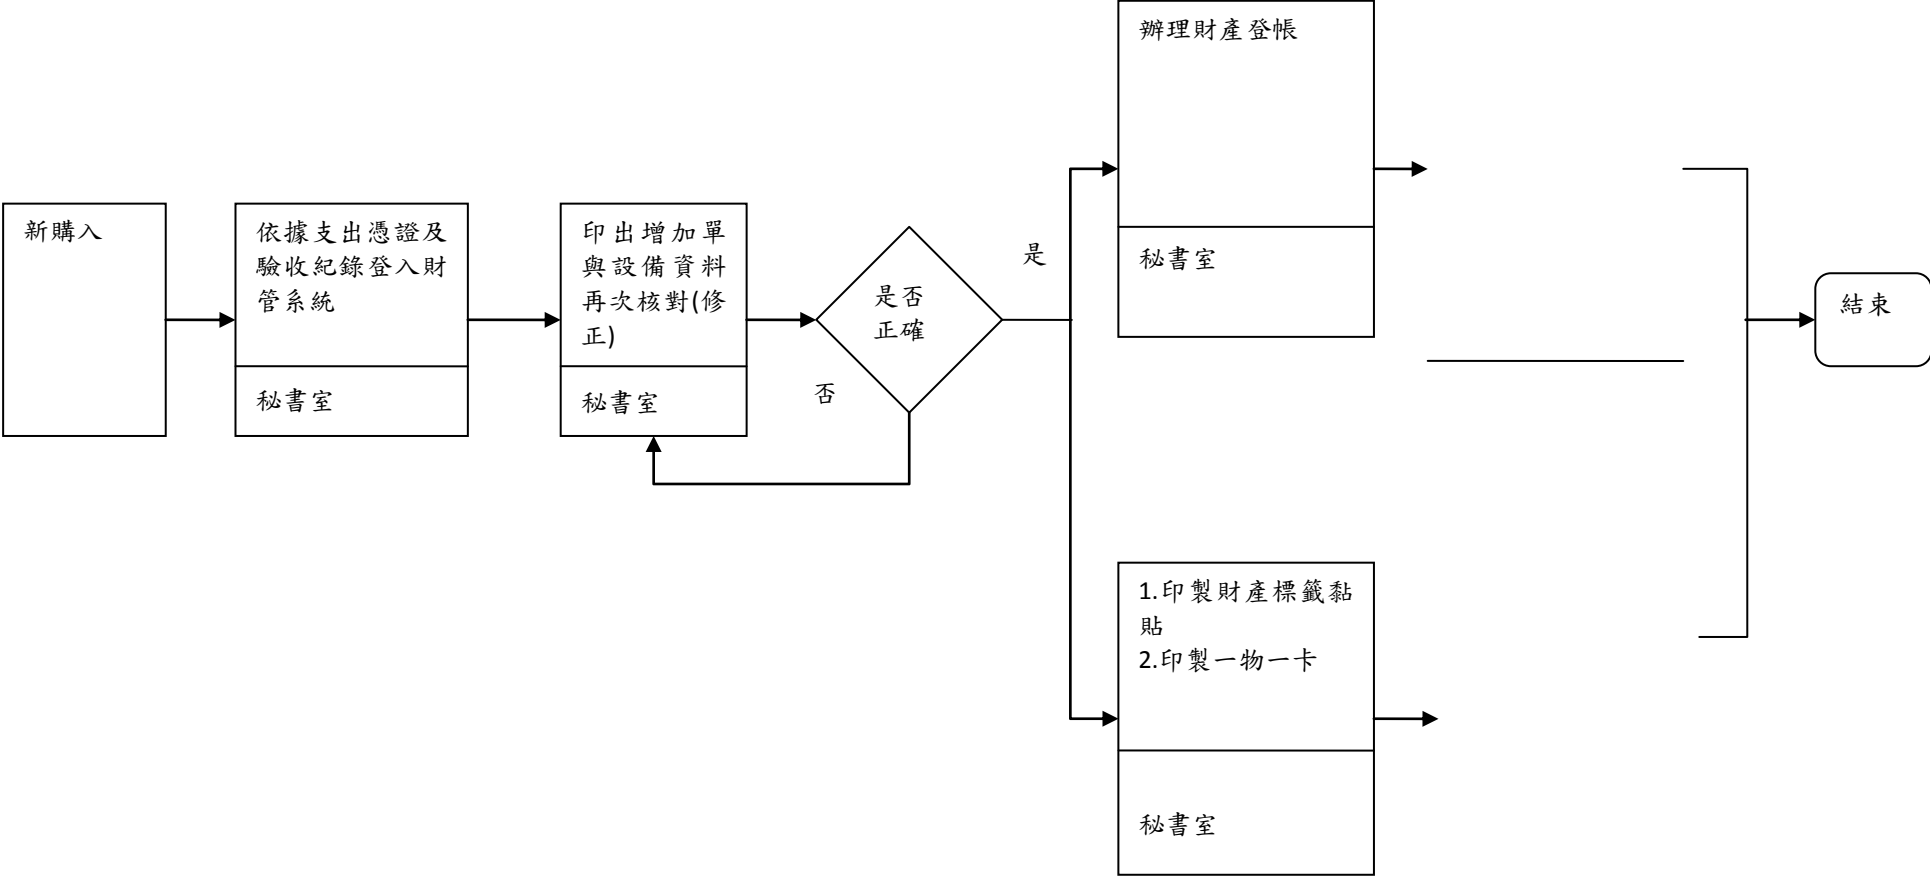 新購入
依據支出憑證及
驗收紀錄登入財
管系統
秘書室
印出增加單
與設備資料
再次核對(修
正)
秘書室
是否
正確
否
是
辦理財產登帳
秘書室
1.印製財產標籤黏
貼
2.印製一物一卡
秘書室
結束